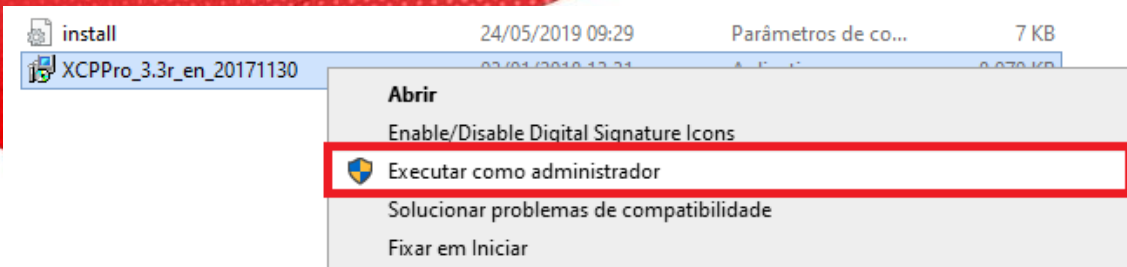 install 24/05/2019 09:29 Parâmetros de co... 7 KB
XCPPro_3.3r_en_20171130
Abrir
Enable/Disable Digital Signature Icons
Executar como administrador
Solucionar problemas de compatibilidade
Fixar em Iniciar